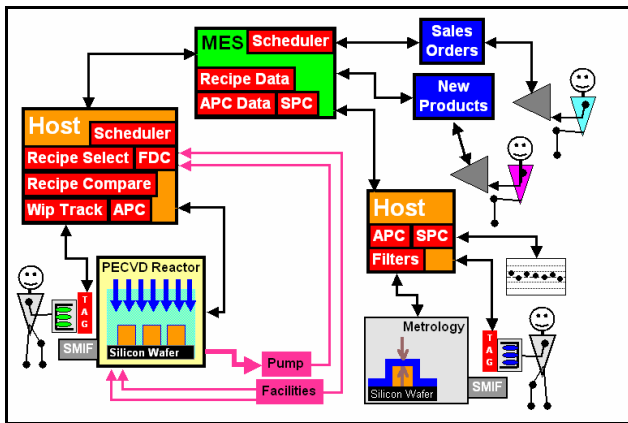 MES
Scheduler
Recipe Data
APC Data
SPC
Sales
Orders
New
Products
Host
Scheduler
Recipe Select
FDC
Recipe Compare
Wip Track
APC
Host
APC
SPC
Filters
PECVD Reactor
Silicon Wafer
TAG
SMIF
Pump
Facilities
Metrology
Silicon Wafer
TAG
SMIF